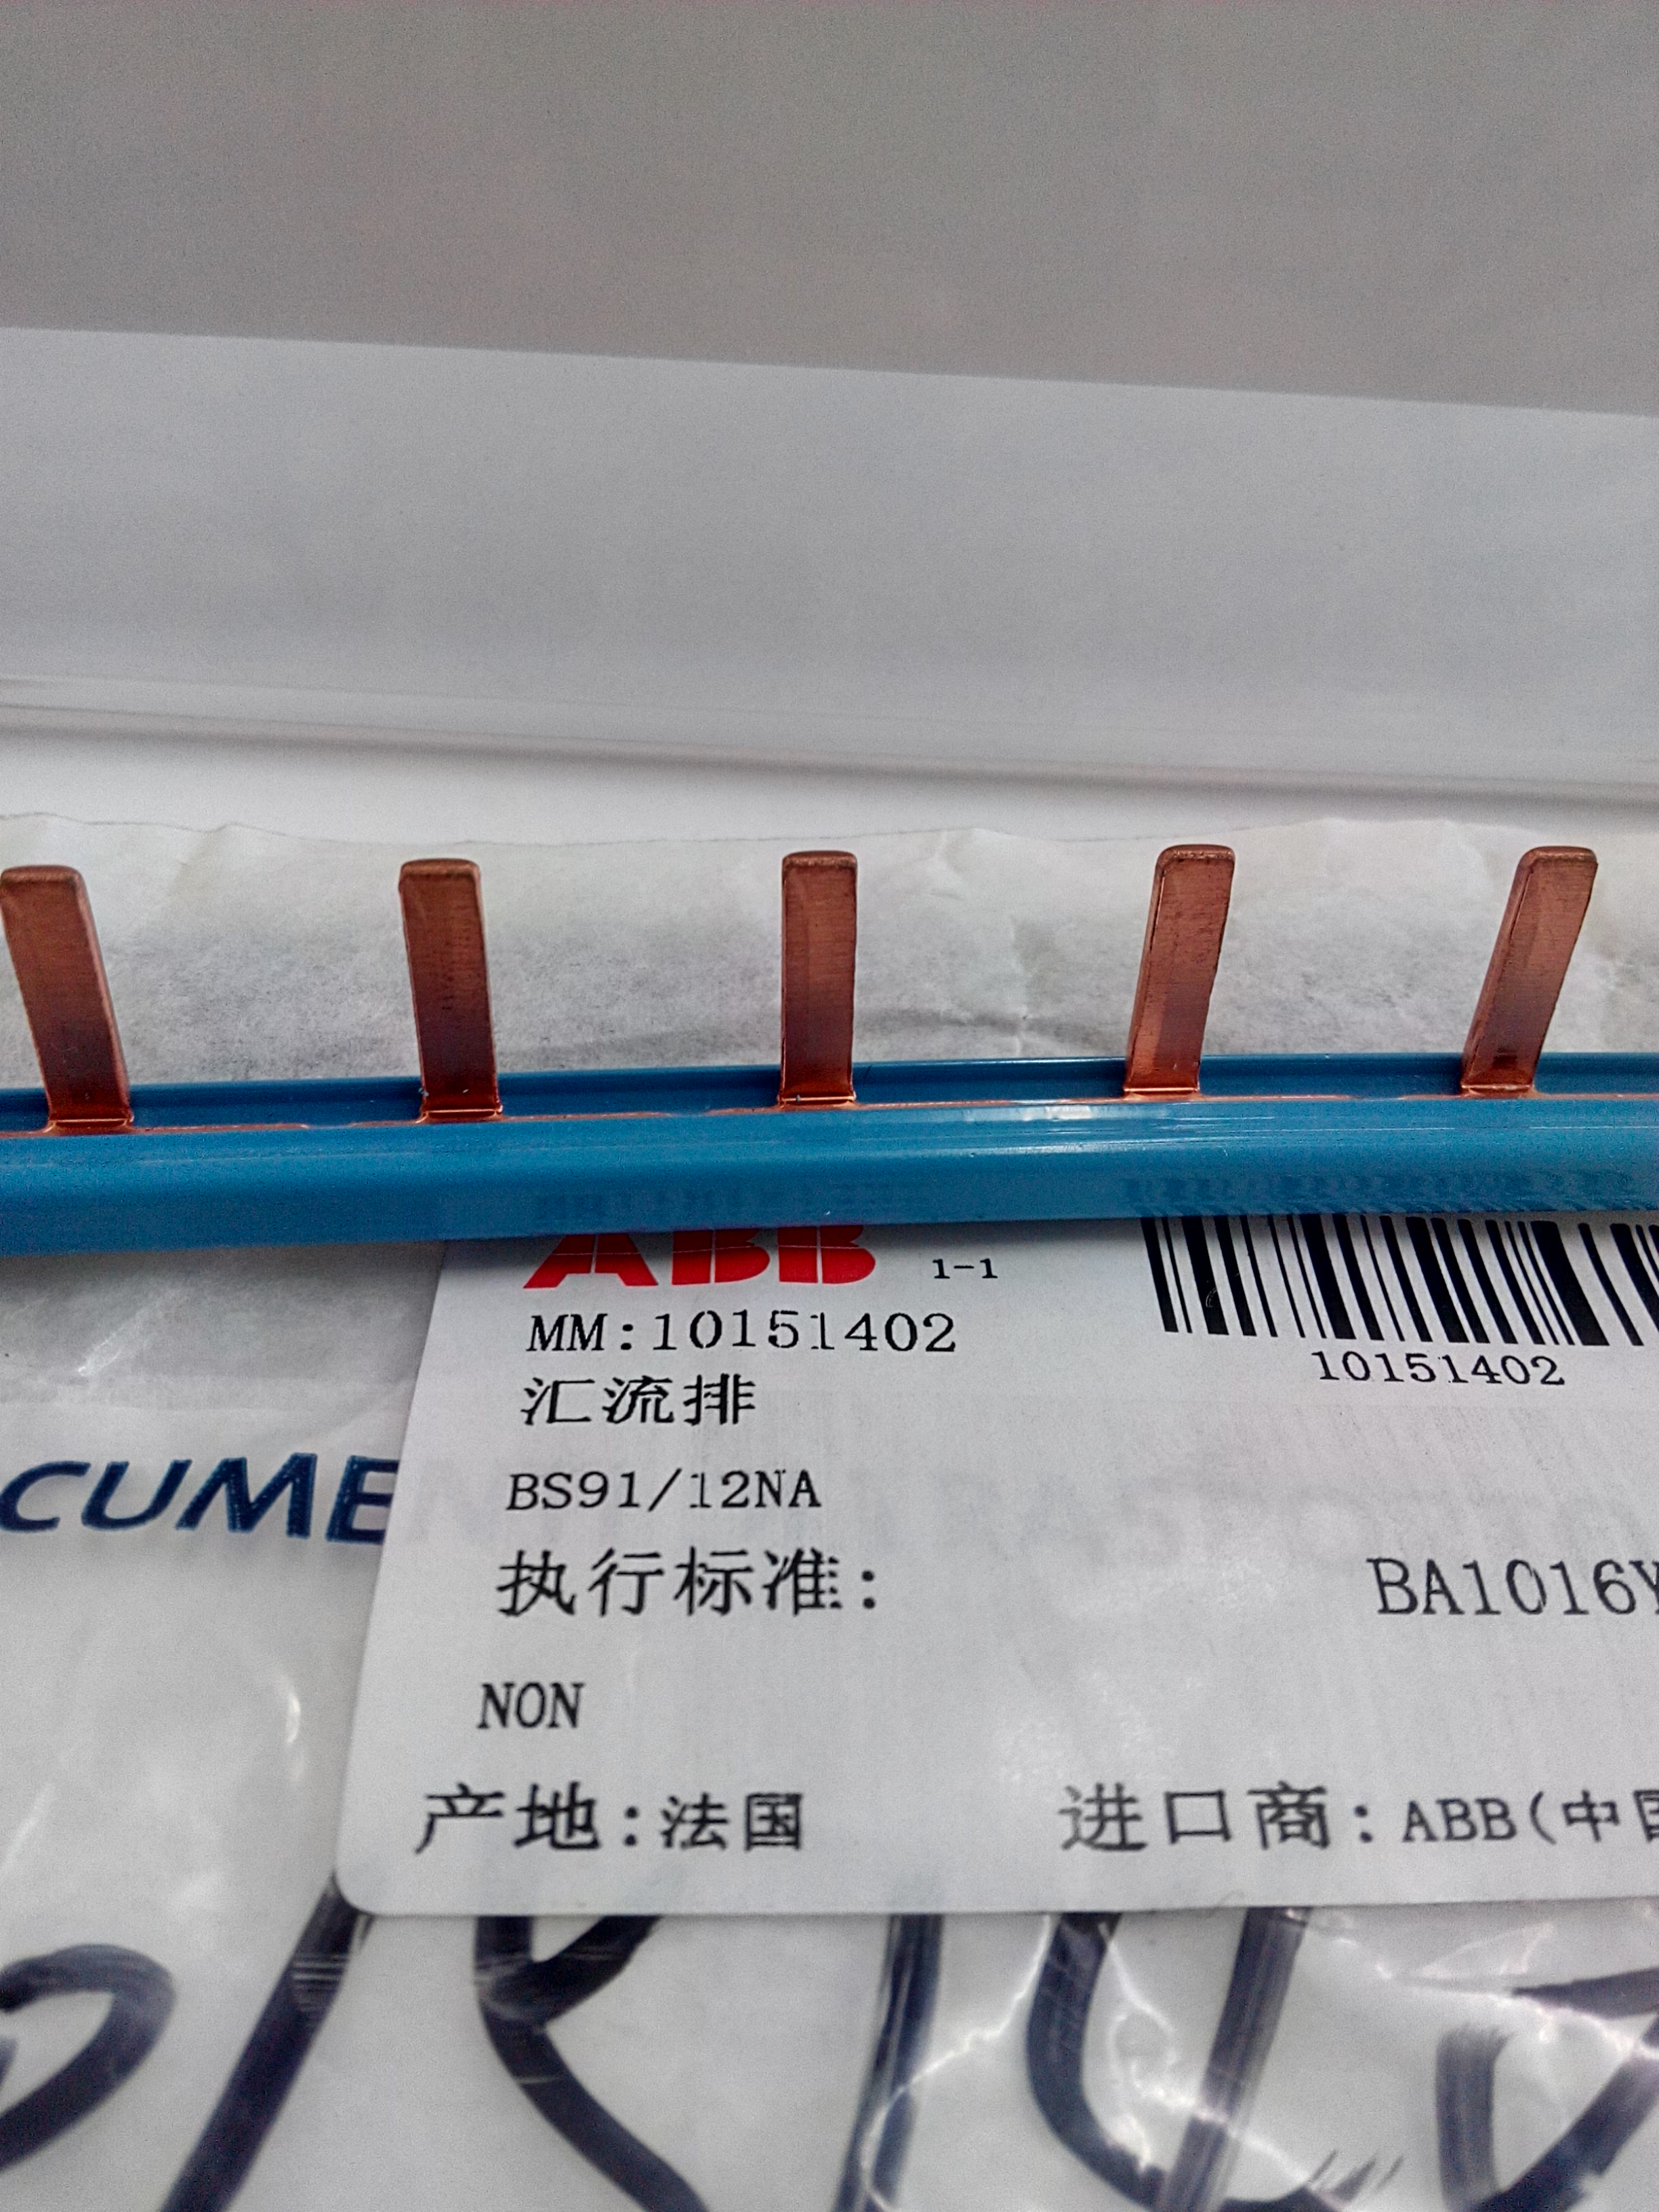 ABB 1-1
MM:10151402
10151402
汇流排
BS91/12NA
执行标准:
BA1016Y
NON
产地:法国
进口商:ABB(中国
CUME